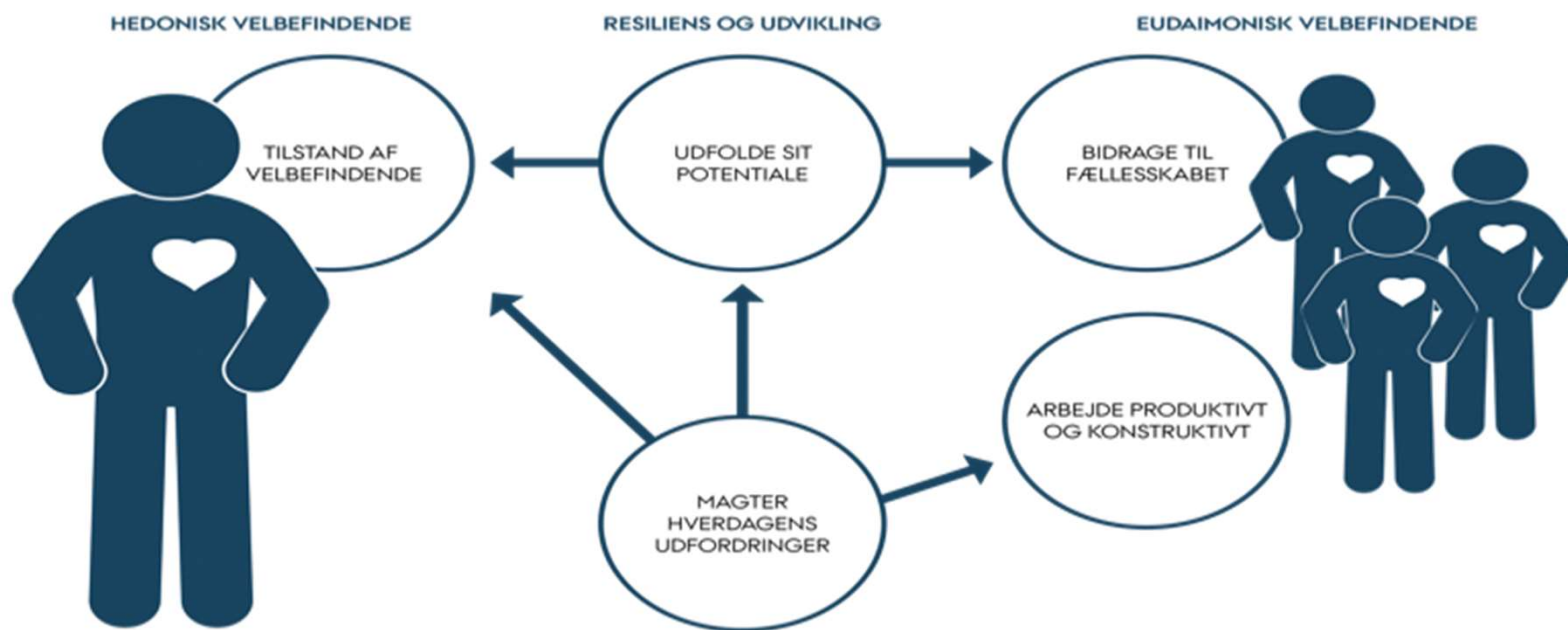 HEDONISK VELBEFINDENDE
RESILIENS OG UDVIKLING
EUDAIMONISK VELBEFINDENDE
TILSTAND AF
VELBEFINDENDE
UDFOLDE SIT
POTENTIALE
BIDRAGE TIL
FÆLLESSKABET
ARBEJDE PRODUKTIVT
OG KONSTRUKTIVT
MAGTER
HVERDAGENS
UDFORDRINGER